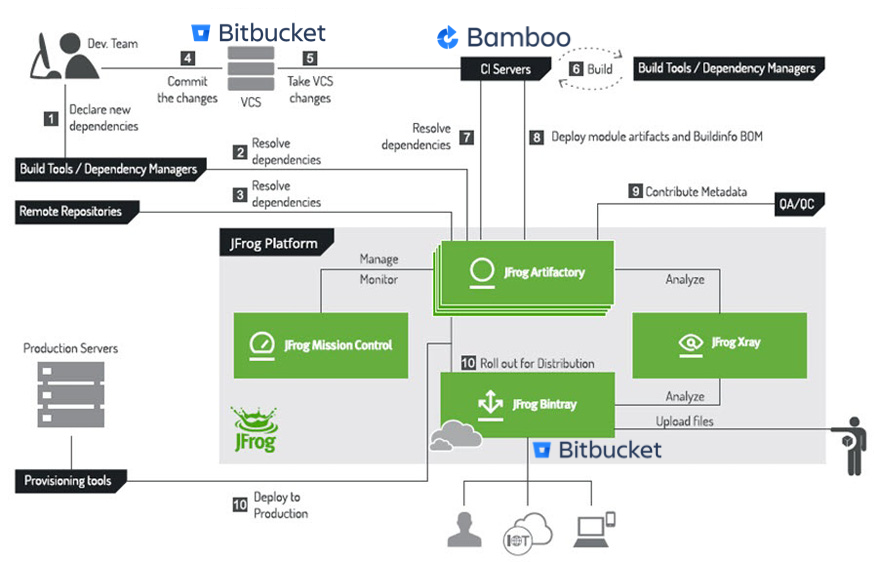 Dev. Team
Bitbucket
Bamboo
4
Commit
the changes
VCS
5
Take VCS
changes
CI Servers
6 Build
Build Tools / Dependency Managers
1
Declare new
dependencies
Resolve
dependencies
7
8
Deploy module artifacts and Buildinfo BOM
2
Resolve
dependencies
Build Tools / Dependency Managers
3
Resolve
dependencies
Remote Repositories
9 Contribute Metadata
QA/QC
JFrog Platform
Manage
Monitor
JFrog Artifactory
Analyze
JFrog Mission Control
JFrog Xray
Production Servers
10 Roll out for Distribution
JFrog Bintray
Analyze
Upload files
JFrog
Bitbucket
Provisioning tools
10
Deploy to
Production
IOT